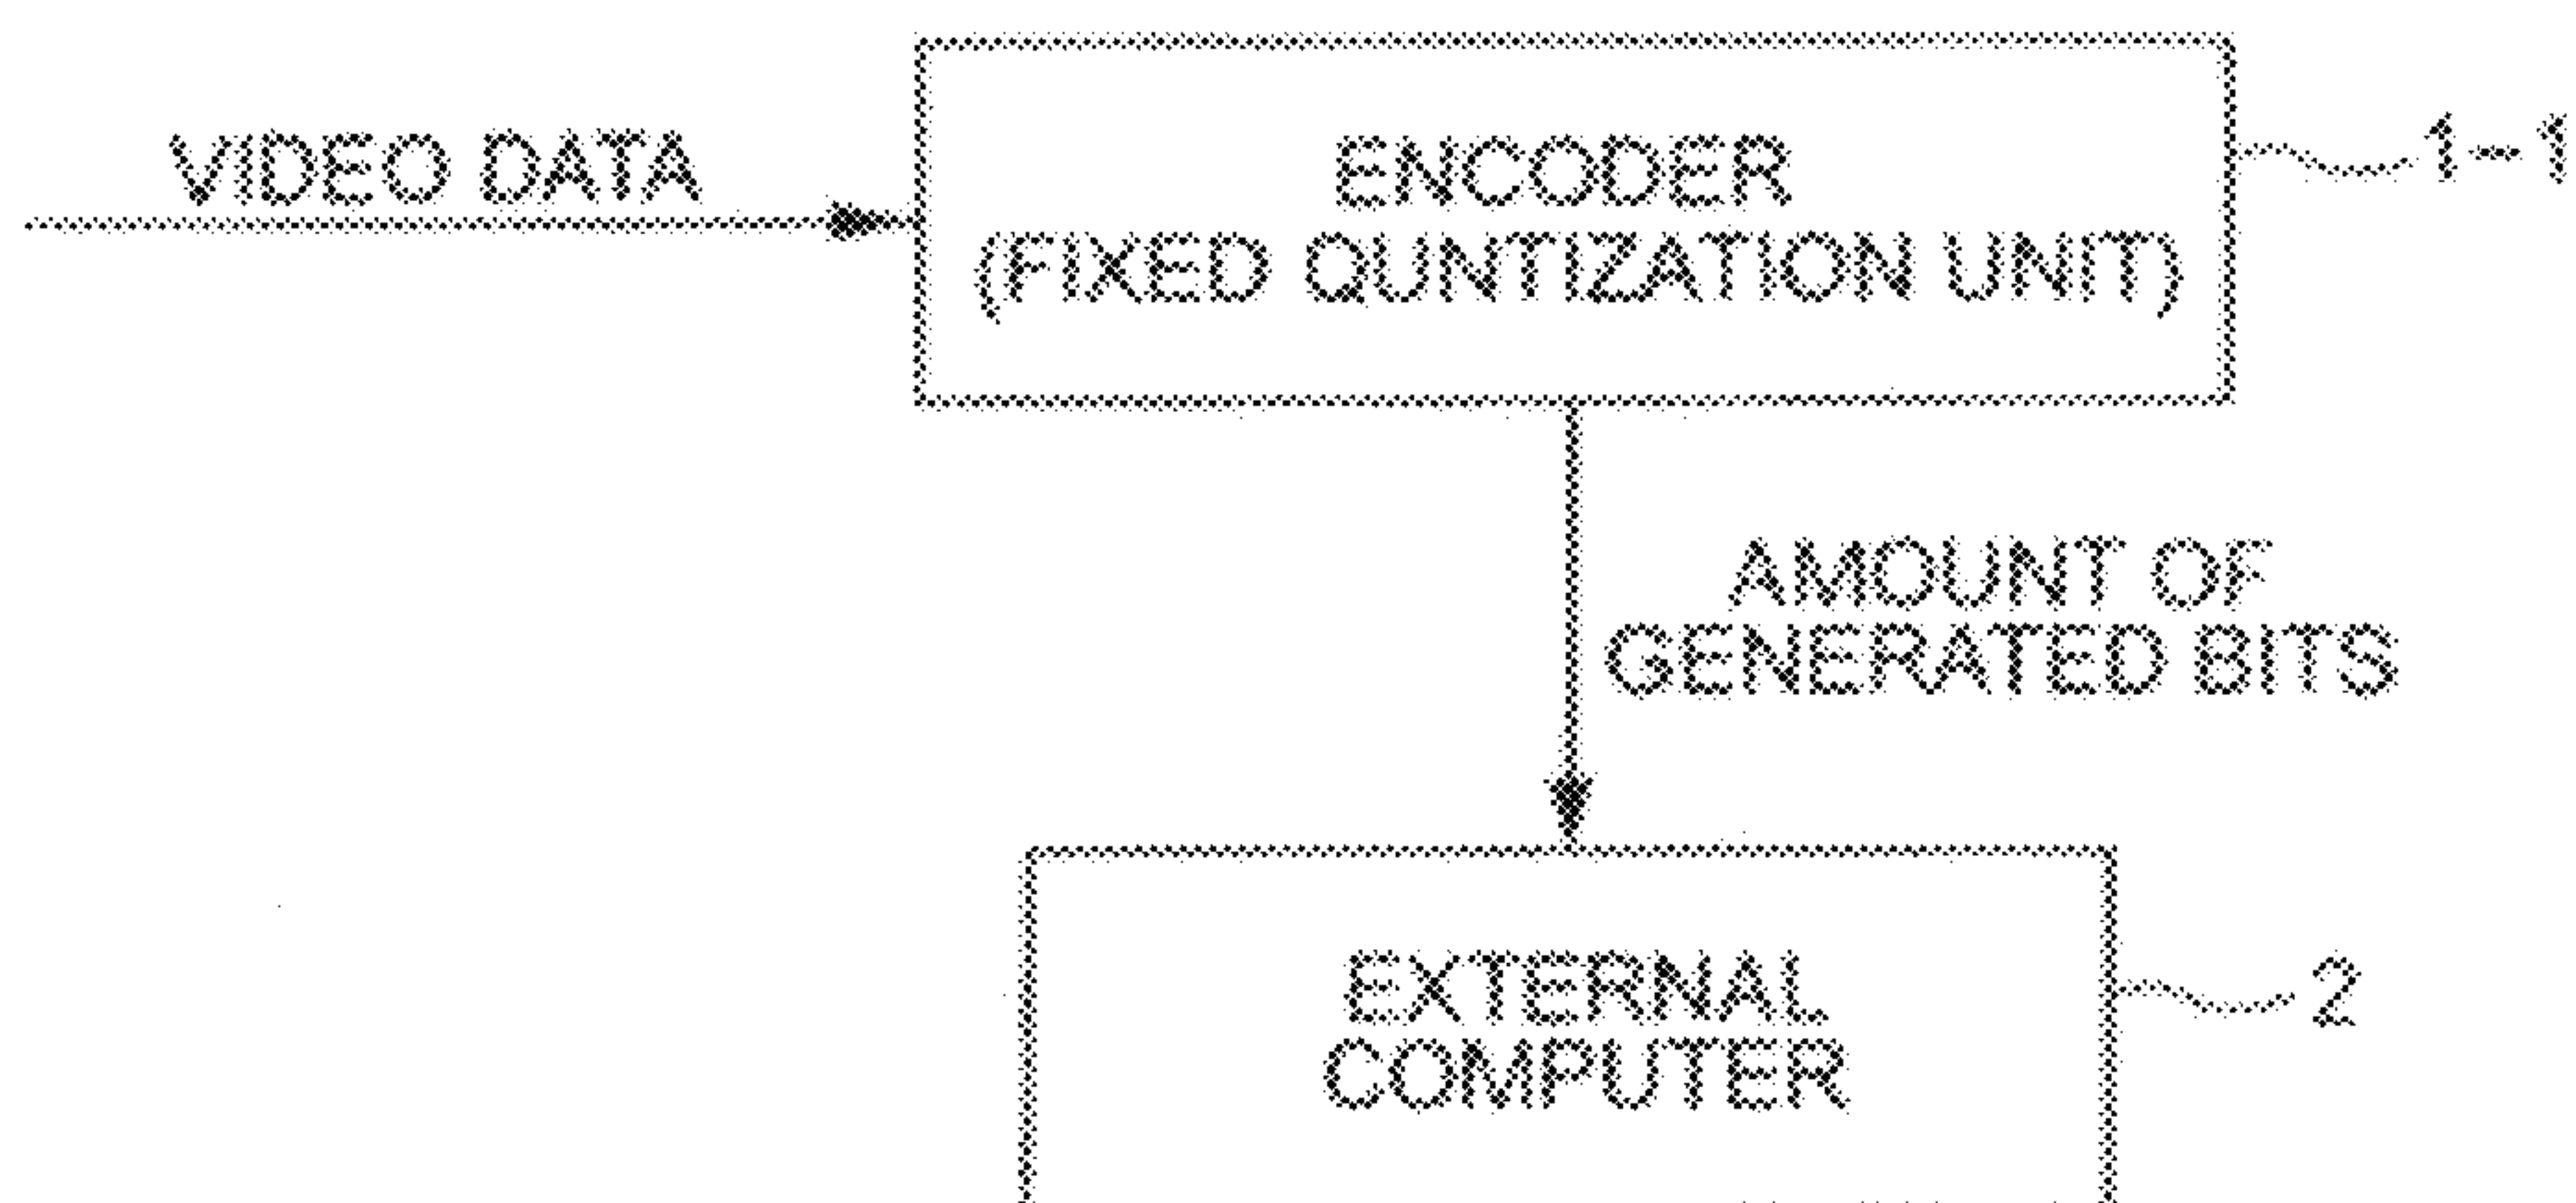 VIDEO DATA
ENCODER
(FIXED QUNTIZATION UNIT)
1-1
AMOUNT OF
GENERATED BITS
EXTERNAL
COMPUTER
2